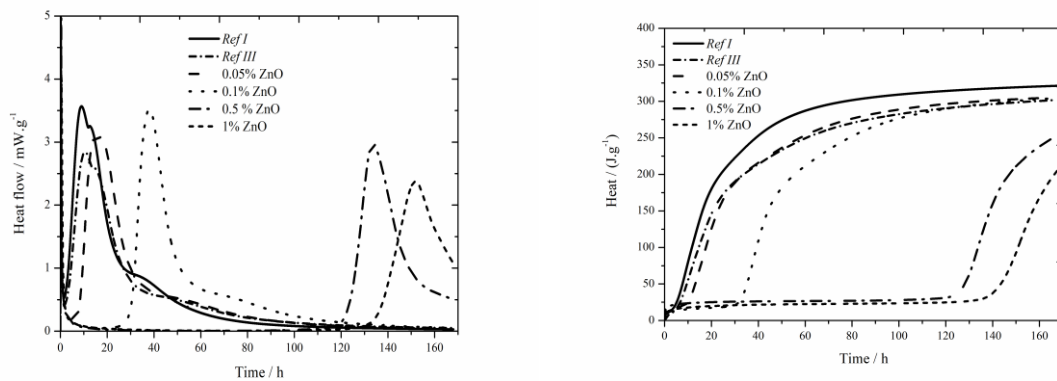 5
4
3
2
1
0
Heat flow / mW.g⁻¹
Ref I
Ref III
0.05% ZnO
0.1% ZnO
0.5 % ZnO
1% ZnO
0 20 40 60 80 100 120 140 160
Time / h
400
350
300
250
200
150
100
50
0
Heat / (J.g⁻¹)
Ref I
Ref III
0.05% ZnO
0.1% ZnO
0.5% ZnO
1% ZnO
0 20 40 60 80 100 120 140 160
Time / h